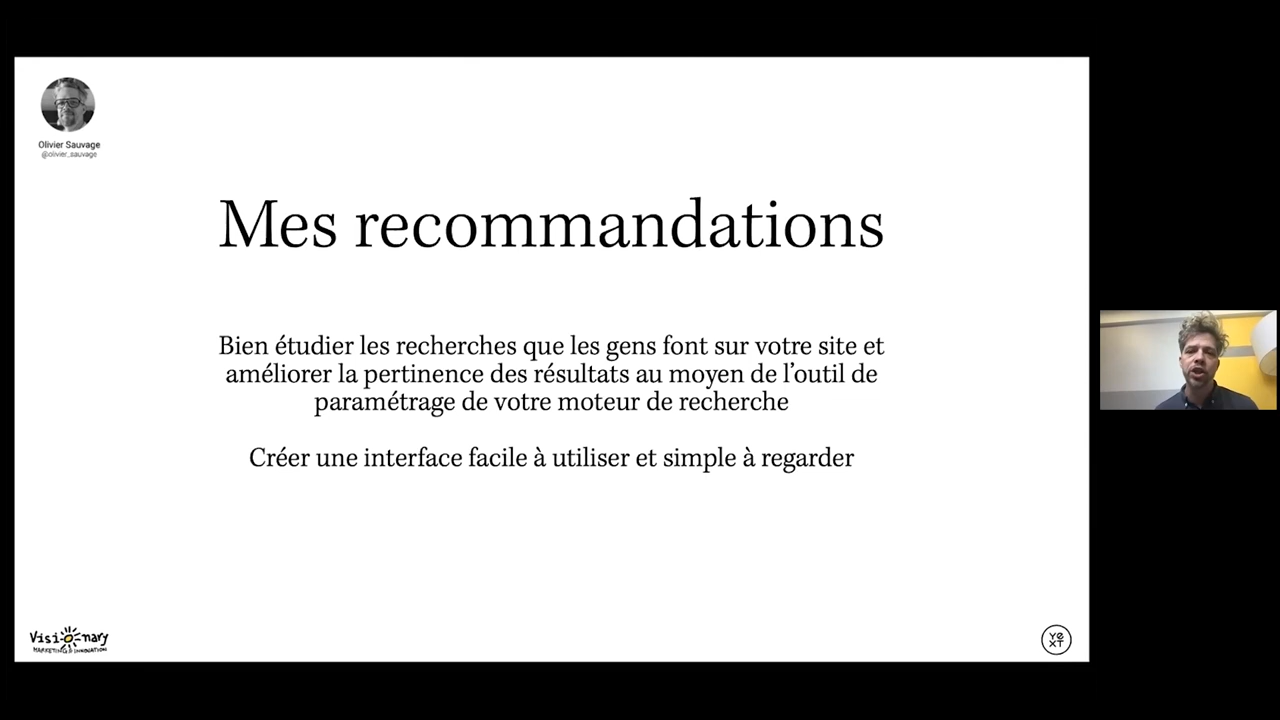 Olivier Sauvage
@olivier_sauvage
Mes recommandations
Bien étudier les recherches que les gens font sur votre site et
améliorer la pertinence des résultats au moyen de l’outil de
paramétrage de votre moteur de recherche
Créer une interface facile à utiliser et simple à regarder
Visionary
MARKETING & INNOVATION
YEXT